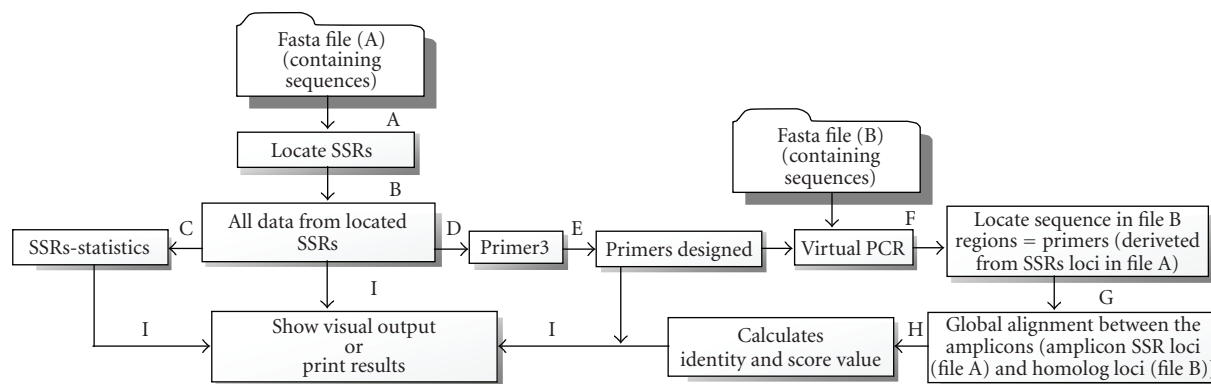 Fasta file (A)
(containing
sequences)
A
Locate SSRs
B
All data from located
SSRs
C
SSRs-statistics
D
Primer3
E
Primers designed
Fasta file (B)
(containing
sequences)
Virtual PCR
F
Locate sequence in file B
regions = primers (deriveted
from SSRs loci in file A)
G
Global alignment between the
amplicons (amplicon SSR loci
(file A) and homolog loci (file B))
H
Calculates
identity and score value
I
I
I
Show visual output
or
print results